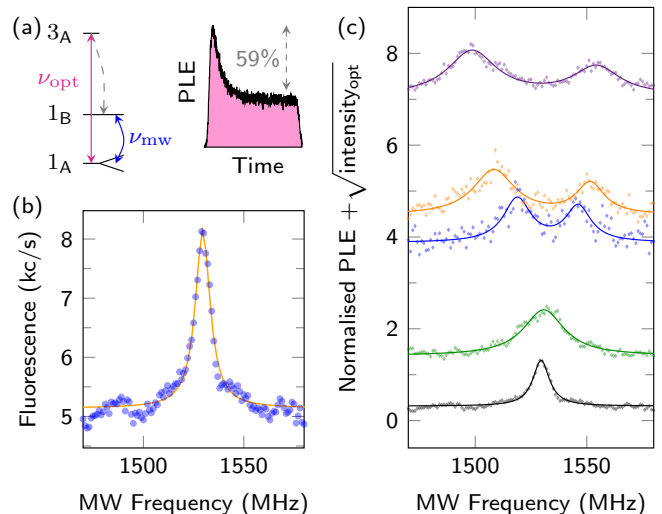 (a)
3A
νopt
1B
νmw
1A
PLE
59%
Time
(b)
Fluorescence (kc/s)
8
7
6
5
1500
1550
MW Frequency (MHz)
(c)
Normalised PLE + √intensityopt
8
6
4
2
0
1500
1550
MW Frequency (MHz)